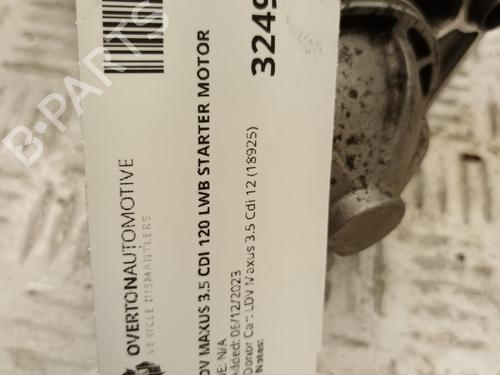 B-PARTS
OVERTONAUTOMOTIVE
VEHICLE DISMANTLERS
DV MAXUS 3.5 CDI 120 LWB STARTER MOTOR
E: N/A
Added: 06/12/2023
Donor Car: LDV Maxus 3.5 Cdi 12 (18925)
Notes:
3249